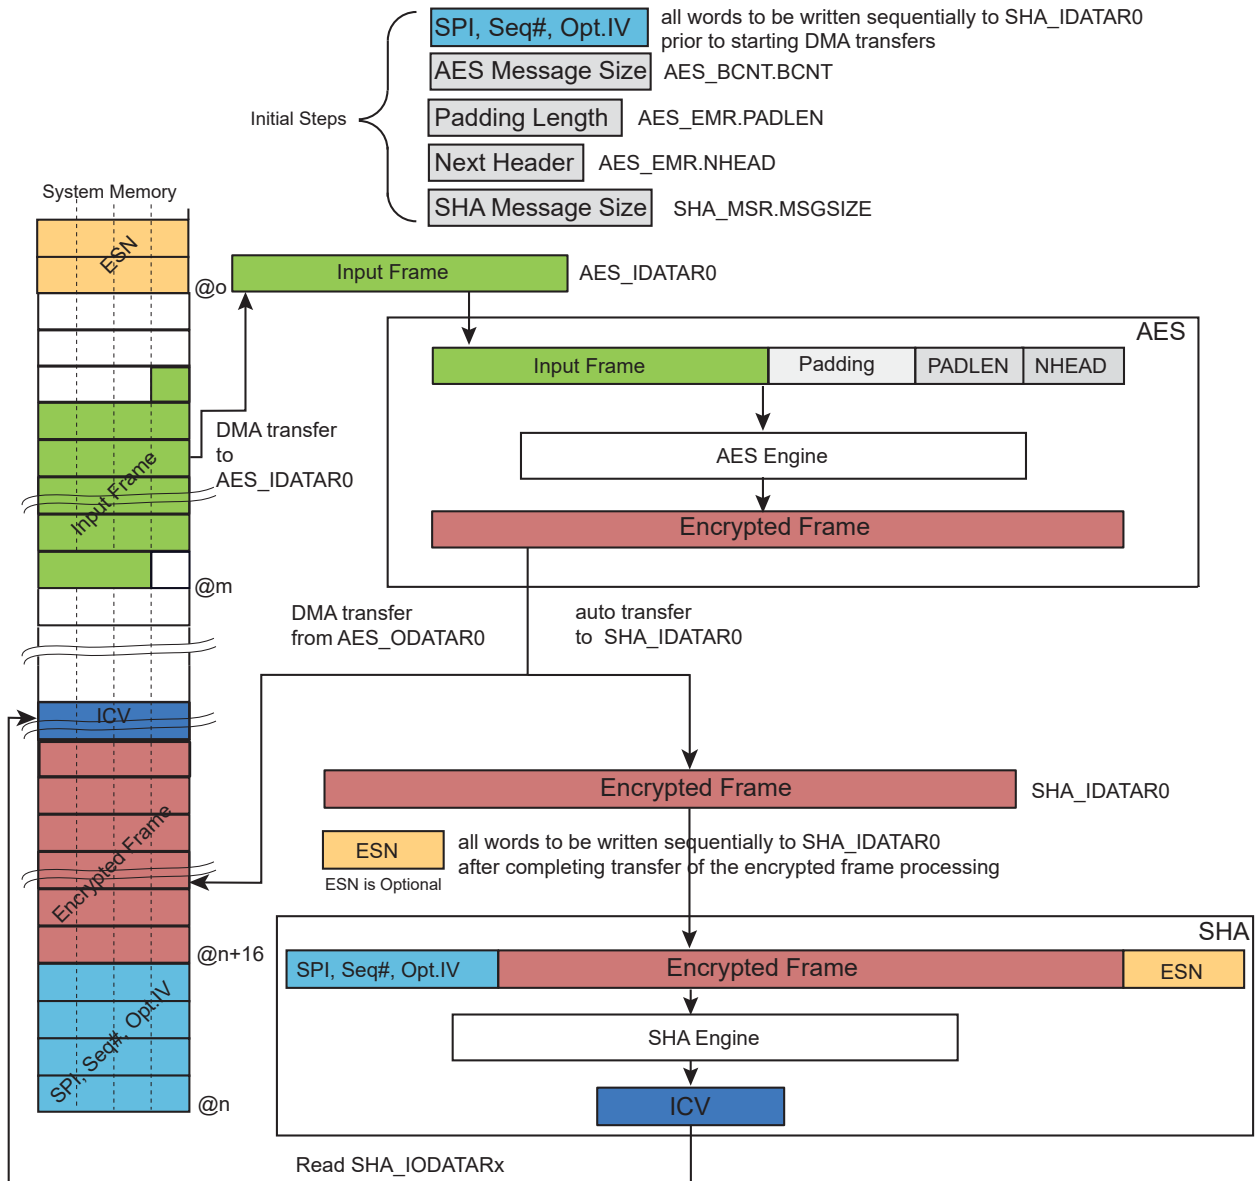 SPI, Seq#, Opt.IV
all words to be written sequentially to SHA_IDATAR0
prior to starting DMA transfers
AES Message Size
AES_BCNT.BCNT
Initial Steps
Padding Length
AES_EMR.PADLEN
Next Header
AES_EMR.NHEAD
SHA Message Size
SHA_MSR.MSGSIZE
System Memory
ESN
@o
Input Frame
AES_IDATAR0
AES
Input Frame
Padding
PADLEN
NHEAD
DMA transfer
to
AES_IDATAR0
AES Engine
Input Frame
Encrypted Frame
@m
DMA transfer
from AES_ODATAR0
auto transfer
to SHA_IDATAR0
ICV
Encrypted Frame
SHA_IDATAR0
Encrypted Frame
ESN
ESN is Optional
all words to be written sequentially to SHA_IDATAR0
after completing transfer of the encrypted frame processing
@n+16
SHA
SPI, Seq#, Opt.IV
Encrypted Frame
ESN
SPI, Seq#, Opt.IV
SHA Engine
@n
ICV
Read SHA_IODATARx